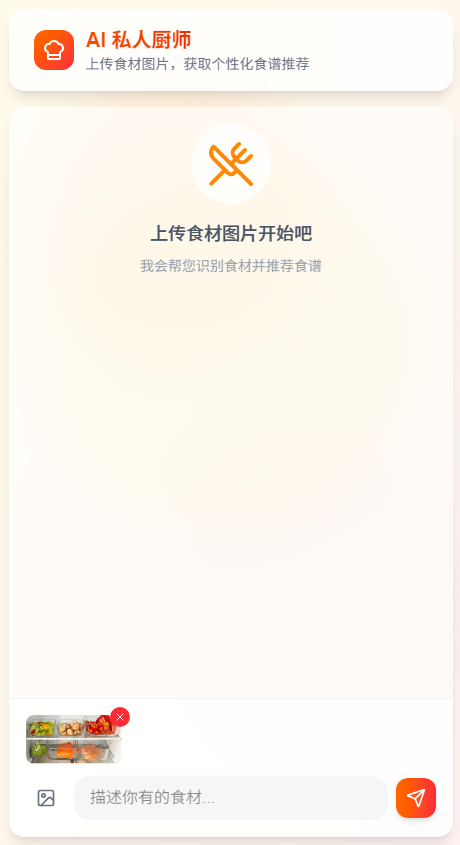 AI 私人厨师
上传食材图片，获取个性化食谱推荐
上传食材图片开始吧
我会帮您识别食材并推荐食谱
描述你有的食材...